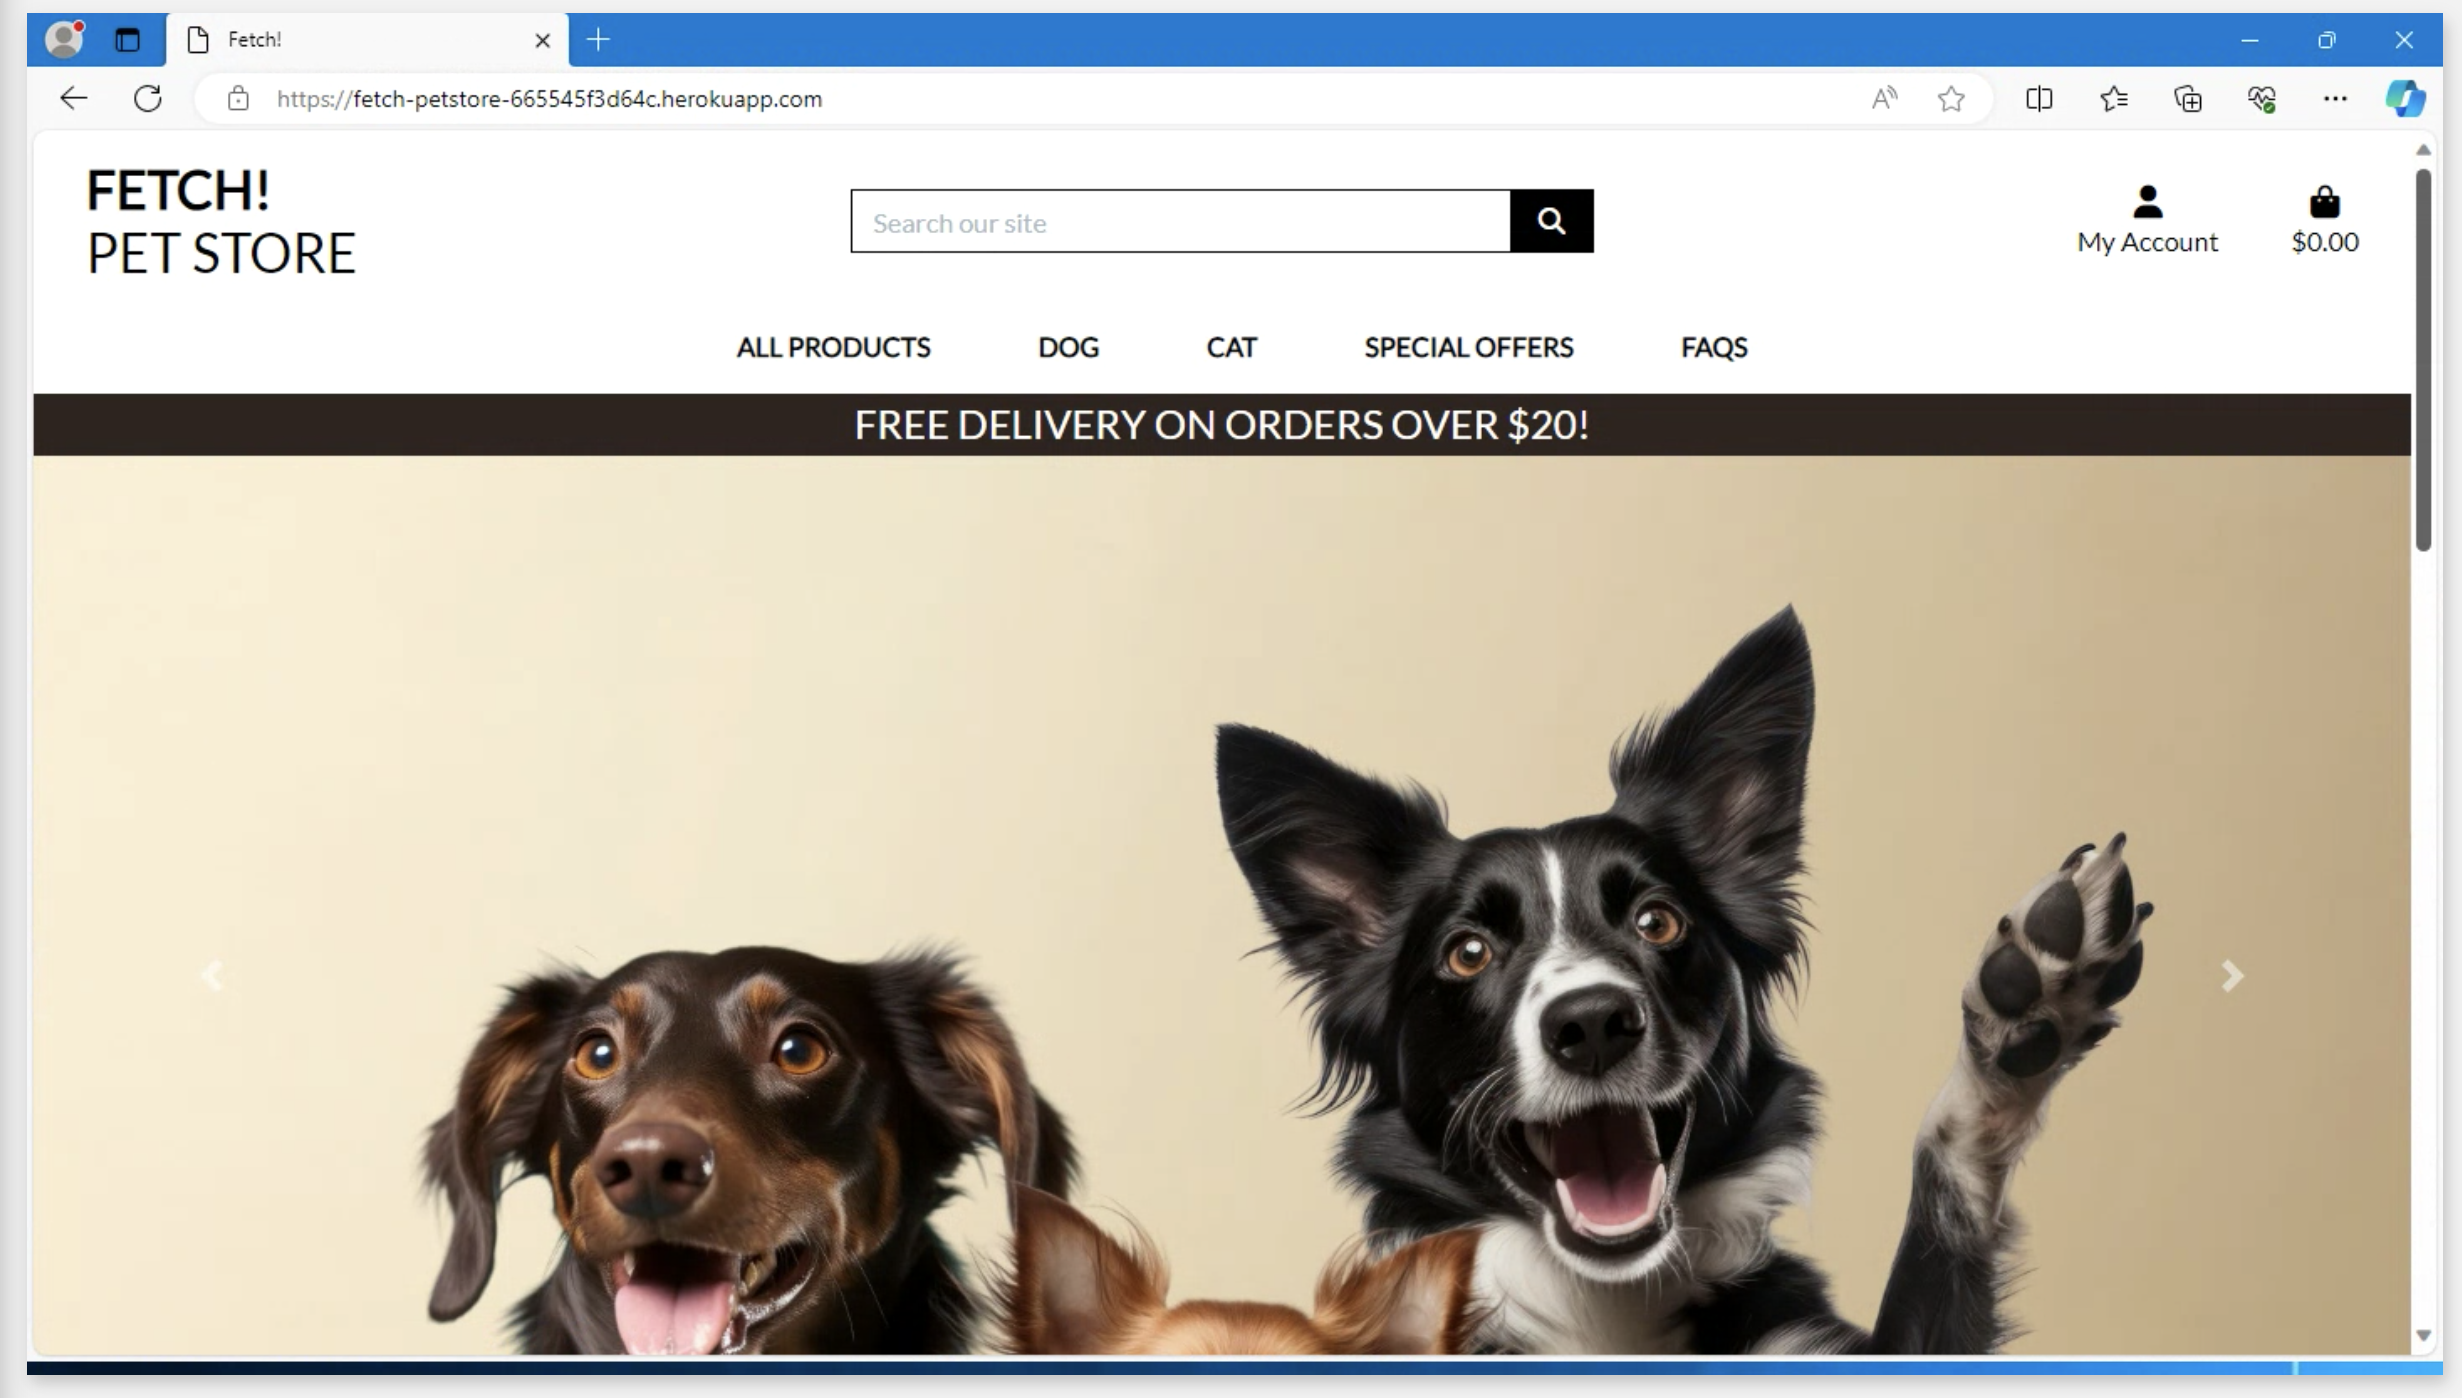 Fetch!
https://fetch-petstore-665545f3d64c.herokuapp.com
FETCH!
PET STORE
Search our site
My Account
$0.00
ALL PRODUCTS DOG CAT SPECIAL OFFERS FAQS
FREE DELIVERY ON ORDERS OVER $20!